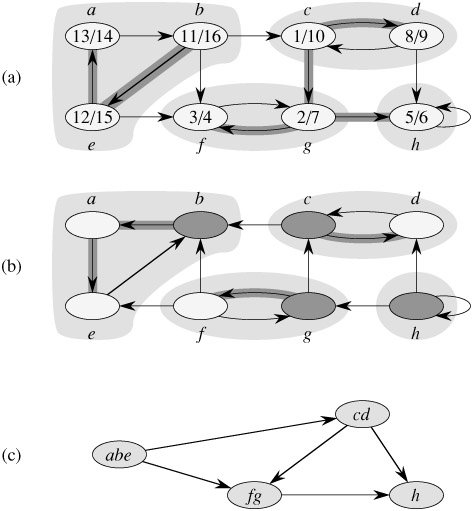 a b c d
(a) 13/14 11/16 1/10 8/9
12/15 3/4 2/7 5/6
e f g h
a b c d
(b)
e f g h
cd
(c) abe
fg h